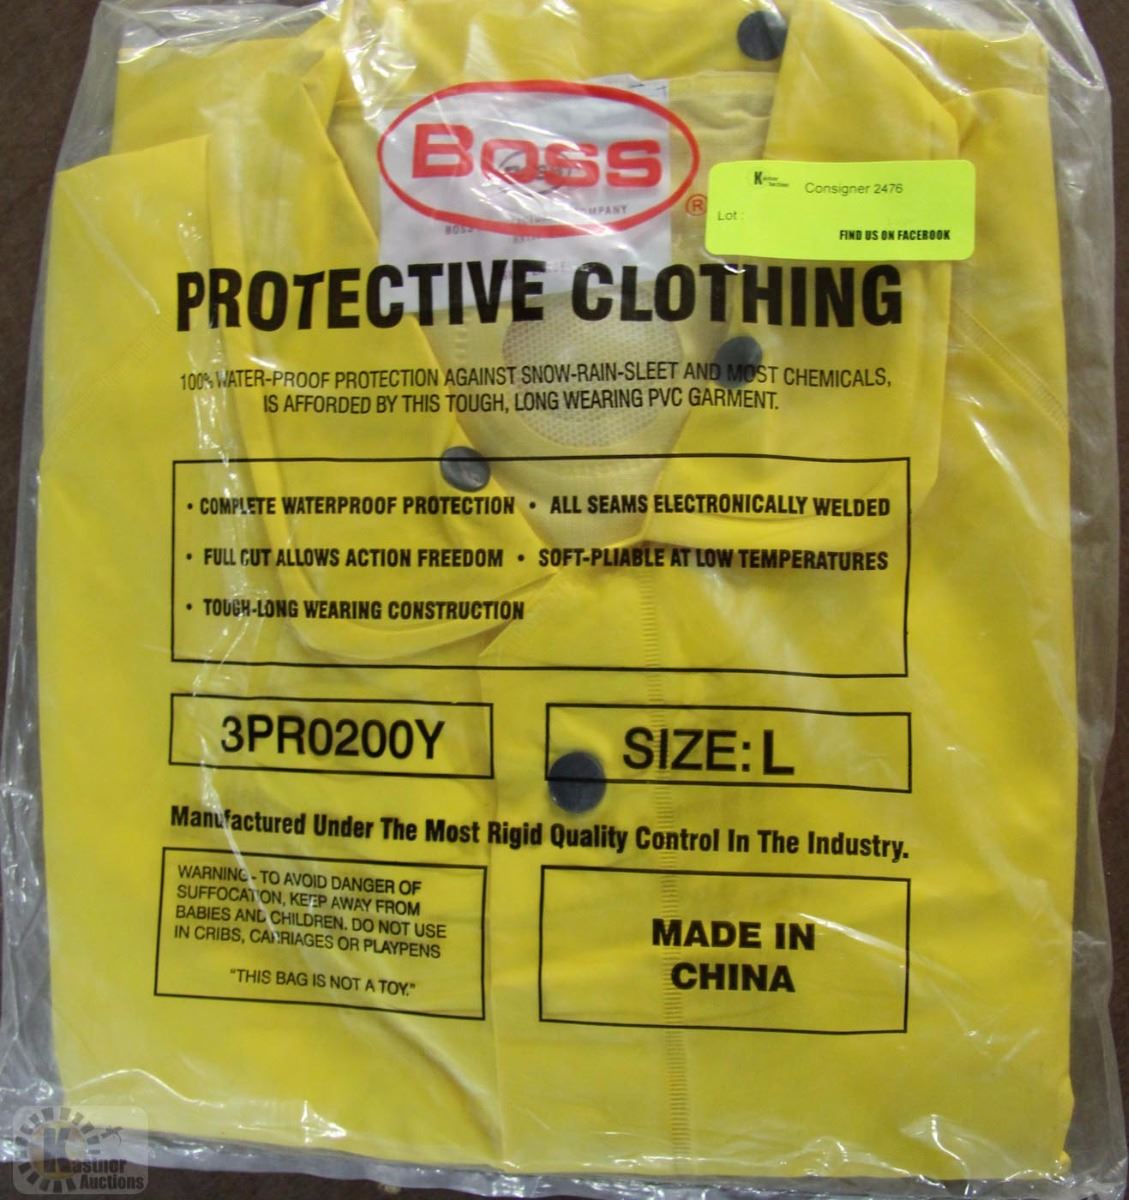 BOSS
®
Kastner Auctions
Consigner 2476
Lot :
FIND US ON FACEBOOK
PROTECTIVE CLOTHING
100% WATER-PROOF PROTECTION AGAINST SNOW-RAIN-SLEET AND MOST CHEMICALS,
IS AFFORDED BY THIS TOUGH, LONG WEARING PVC GARMENT.
• COMPLETE WATERPROOF PROTECTION • ALL SEAMS ELECTRONICALLY WELDED
• FULL CUT ALLOWS ACTION FREEDOM • SOFT-PLIABLE AT LOW TEMPERATURES
• TOUGH-LONG WEARING CONSTRUCTION
3PR0200Y
SIZE: L
Manufactured Under The Most Rigid Quality Control In The Industry.
WARNING - TO AVOID DANGER OF
SUFFOCATION, KEEP AWAY FROM
BABIES AND CHILDREN. DO NOT USE
IN CRIBS, CARRIAGES OR PLAYPENS
"THIS BAG IS NOT A TOY."
MADE IN
CHINA
Kastner
Auctions